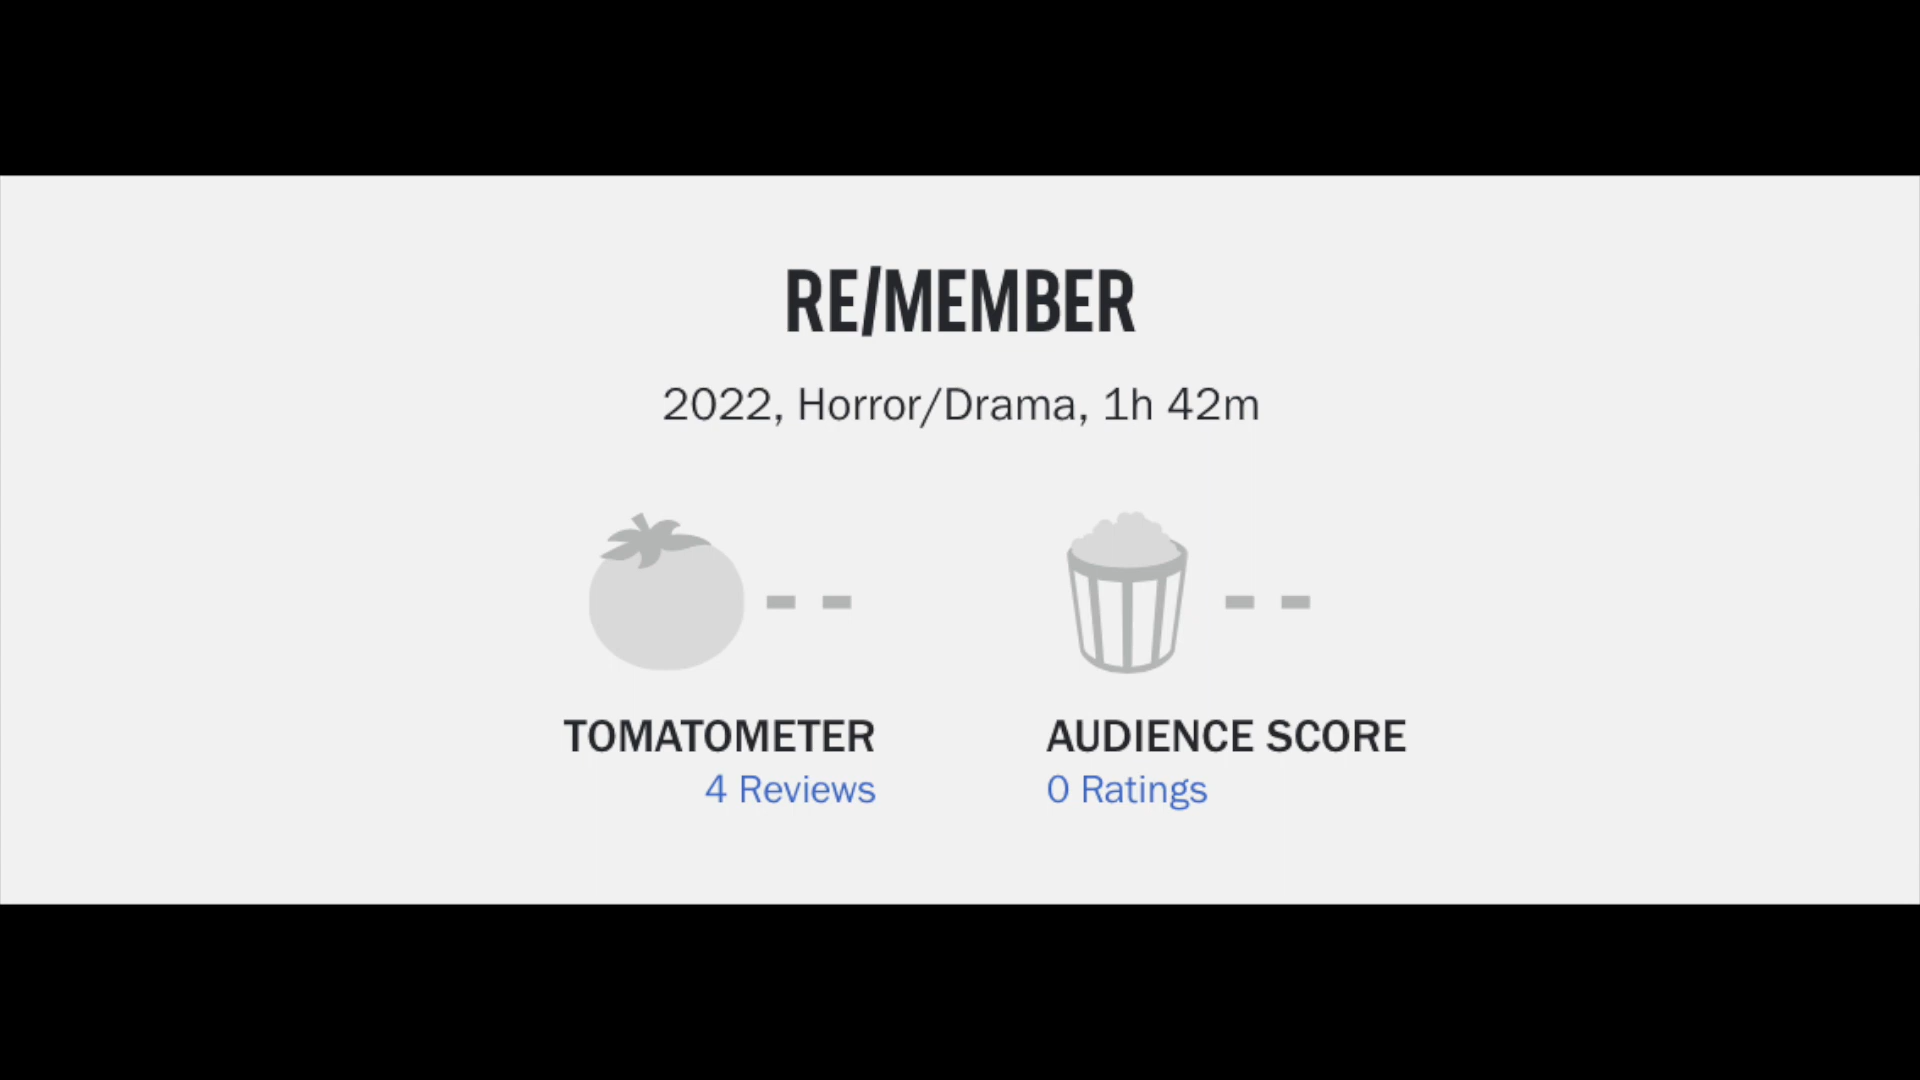 RE/MEMBER
2022, Horror/Drama, 1h 42m
- - - -
TOMATOMETER AUDIENCE SCORE
4 Reviews 0 Ratings